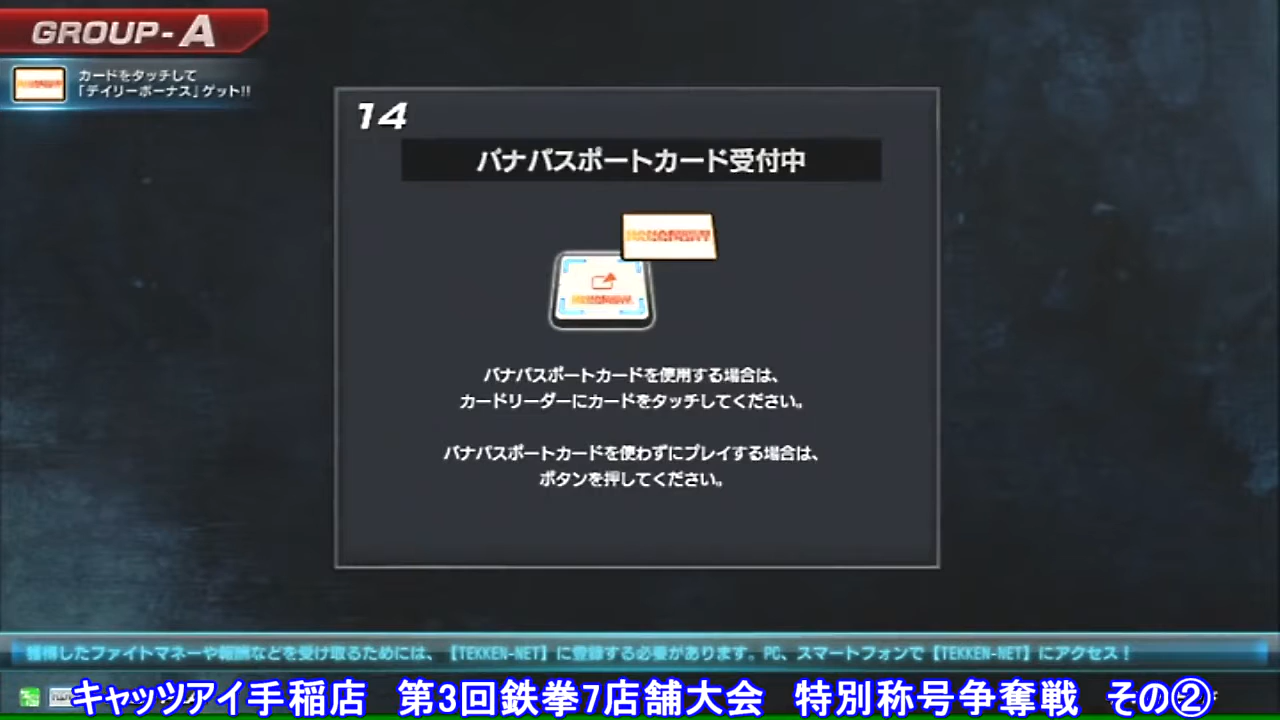 GROUP-A
カードをタッチして
「デイリーボーナス」ゲット!!
14
バナパスポートカード受付中
バナパスポートカードを使用する場合は、
カードリーダーにカードをタッチしてください。
バナパスポートカードを使わずにプレイする場合は、
ボタンを押してください。
獲得したファイトマネーや報酬などを受け取るためには、【TEKKEN-NET】に登録する必要があります。PC、スマートフォンで【TEKKEN-NET】にアクセス！
キャッツアイ手稲店　第3回鉄拳7店舗大会　特別称号争奪戦　その②